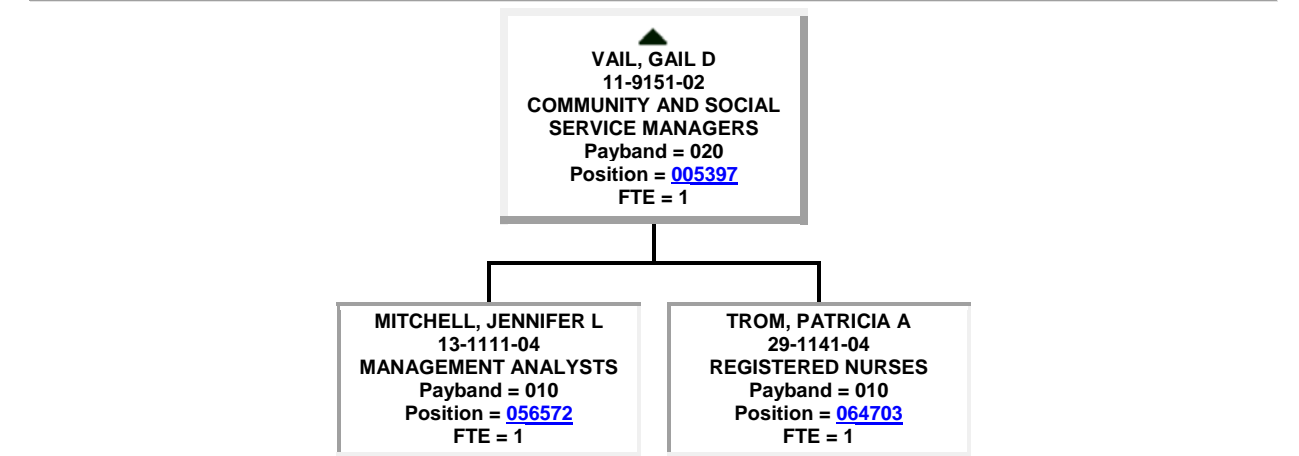 VAIL, GAIL D
11-9151-02
COMMUNITY AND SOCIAL
SERVICE MANAGERS
Payband = 020
Position = 005397
FTE = 1
MITCHELL, JENNIFER L
13-1111-04
MANAGEMENT ANALYSTS
Payband = 010
Position = 056572
FTE = 1
TROM, PATRICIA A
29-1141-04
REGISTERED NURSES
Payband = 010
Position = 064703
FTE = 1